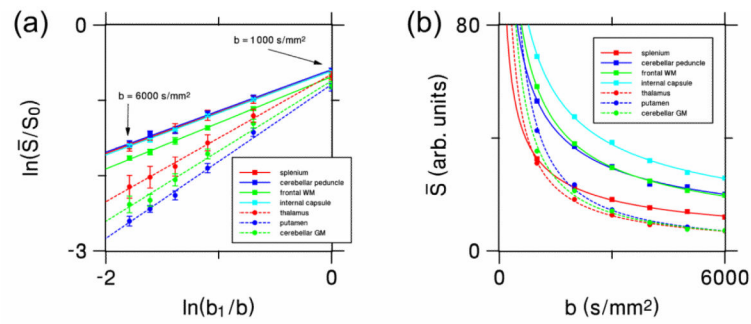 (a)
0
b = 1000 s/mm²
b = 6000 s/mm²
ln(S̄/S₀)
splenium
cerebellar peduncle
frontal WM
internal capsule
thalamus
putamen
cerebellar GM
-3
-2
0
ln(b₁/b)
(b)
80
splenium
cerebellar peduncle
frontal WM
internal capsule
thalamus
putamen
cerebellar GM
S̄ (arb. units)
0
0
6000
b (s/mm²)